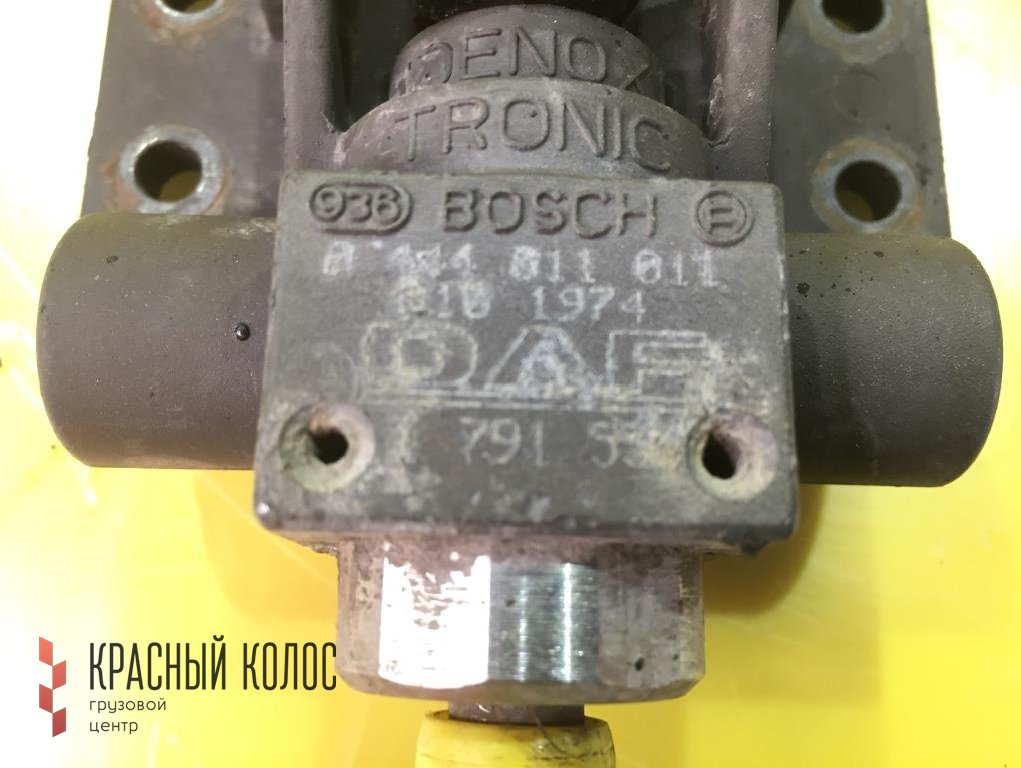 DENOX
TRONIC
936 BOSCH E
0 444 011 011
1974
DAF
791
КРАСНЫЙ КОЛОС
грузовой
центр